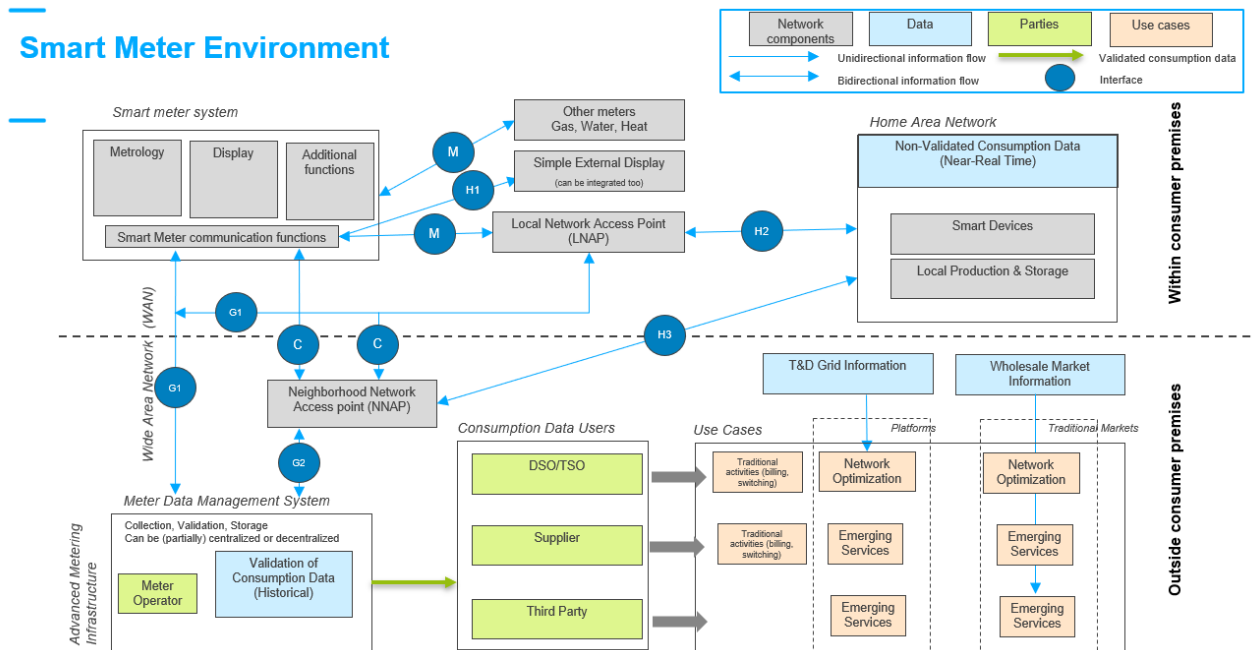 Smart Meter Environment
Network
components
Data
Parties
Use cases
Unidirectional information flow
Validated consumption data
Bidirectional information flow
Interface
Smart meter system
Metrology
Display
Additional
functions
Smart Meter communication functions
Other meters
Gas, Water, Heat
M
Simple External Display
(can be integrated too)
H1
Local Network Access Point
(LNAP)
M
H2
Home Area Network
Non-Validated Consumption Data
(Near-Real Time)
Smart Devices
Local Production & Storage
Within consumer premises
Wide Area Network (WAN)
G1
G1
C
C
H3
Neighborhood Network
Access point (NNAP)
G2
T&D Grid Information
Wholesale Market
Information
Outside consumer premises
Meter Data Management System
Collection, Validation, Storage
Can be (partially) centralized or decentralized
Meter
Operator
Validation of
Consumption Data
(Historical)
Advanced Metering
Infrastructure
Consumption Data Users
DSO/TSO
Supplier
Third Party
Use Cases
Platforms
Traditional Markets
Traditional
activities (billing,
switching)
Network
Optimization
Network
Optimization
Traditional
activities (billing,
switching)
Emerging
Services
Emerging
Services
Emerging
Services
Emerging
Services